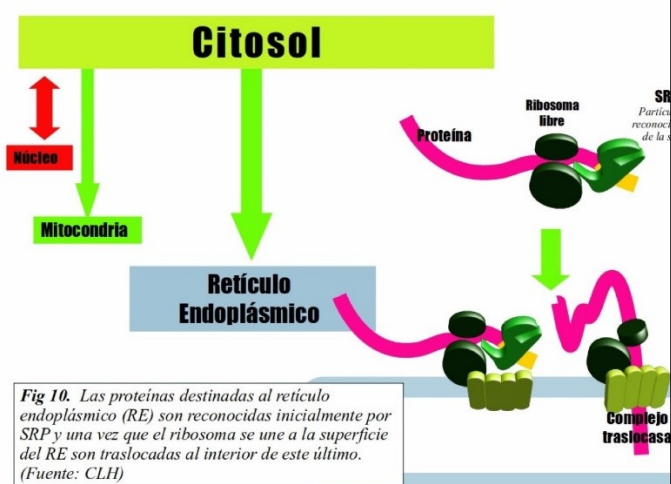 Citosol
Núcleo
Mitocondria
Retículo
Endoplásmico
Proteína
Ribosoma
libre
Complejo
traslocasa
Fig 10. Las proteínas destinadas al retículo
endoplásmico (RE) son reconocidas inicialmente por
SRP y una vez que el ribosoma se une a la superficie
del RE son traslocadas al interior de este último.
(Fuente: CLH)
de la